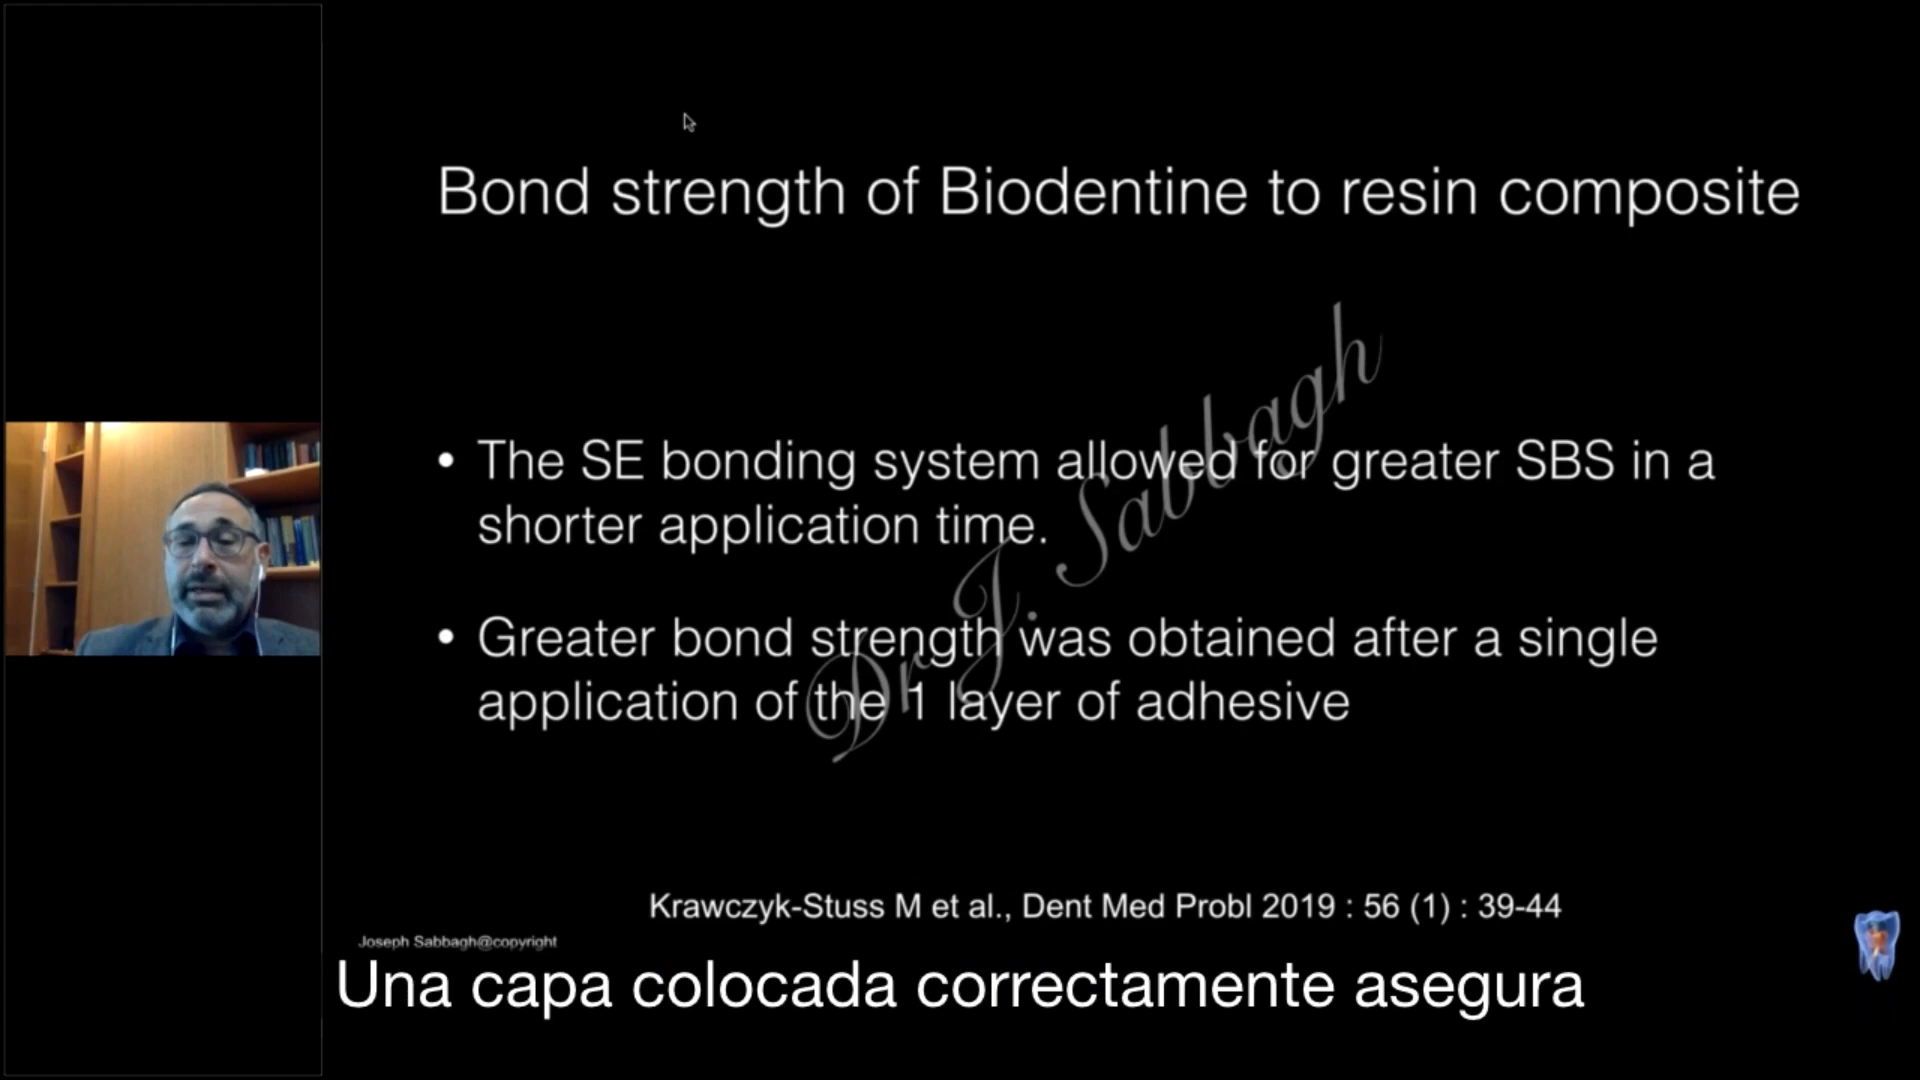 Bond strength of Biodentine to resin composite
• The SE bonding system allowed for greater SBS in a
shorter application time.
• Greater bond strength was obtained after a single
application of the 1 layer of adhesive
Dr J. Sabbagh
Krawczyk-Stuss M et al., Dent Med Probl 2019 : 56 (1) : 39-44
Joseph Sabbagh@copyright
Una capa colocada correctamente asegura